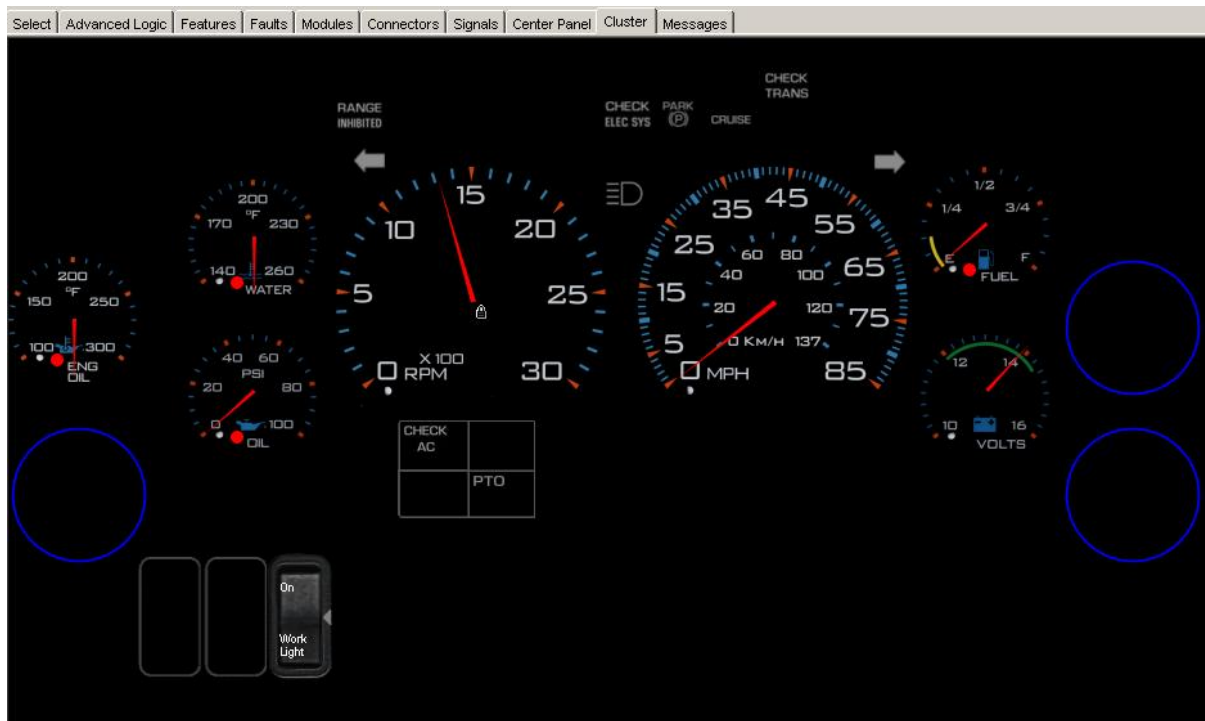 Select Advanced Logic Features Faults Modules Connectors Signals Center Panel Cluster Messages
CHECK
TRANS
RANGE
INHIBITED
CHECK
ELEC SYS
PARK
(P)
CRUISE
200
°F
170 230
140 260
WATER
200
°F
150 250
100 300
ENG
OIL
40 60
PSI
20 80
0 100
OIL
15
10 20
5 25
0 30
X 100
RPM
45
35 55
25 65
15 75
5 85
0 MPH
60 80
40 100
20 120
0 KM/H 137
1/2
1/4 3/4
E F
FUEL
12 14
10 16
VOLTS
CHECK
AC
PTO
On
Work
Light